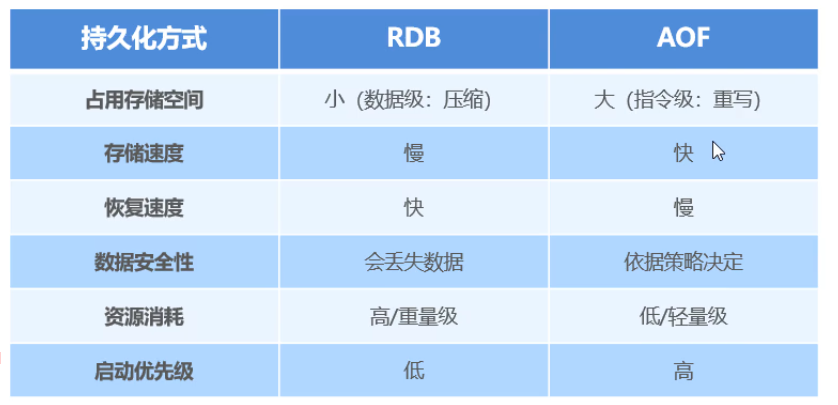 持久化方式 RDB AOF
占用存储空间 小 (数据级：压缩) 大 (指令级：重写)
存储速度 慢 快
恢复速度 快 慢
数据安全性 会丢失数据 依据策略决定
资源消耗 高/重量级 低/轻量级
启动优先级 低 高